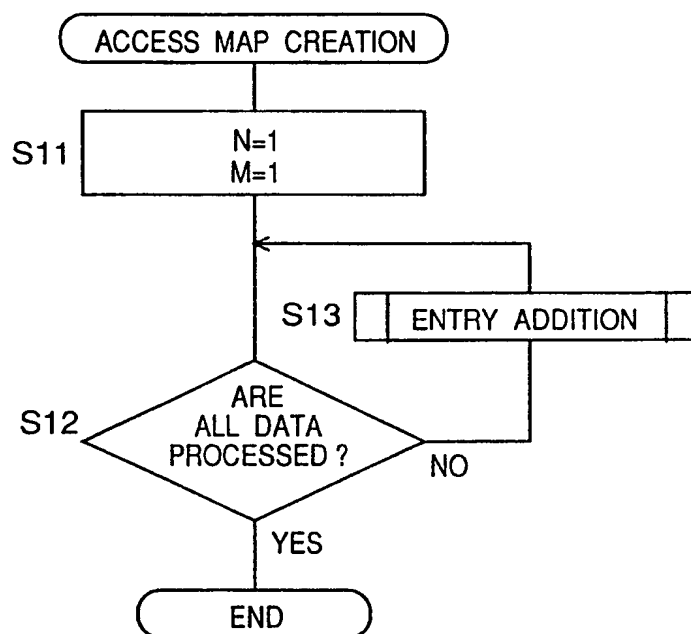 ACCESS MAP CREATION
S11
N=1
M=1
S13
ENTRY ADDITION
S12
ARE
ALL DATA
PROCESSED ?
NO
YES
END